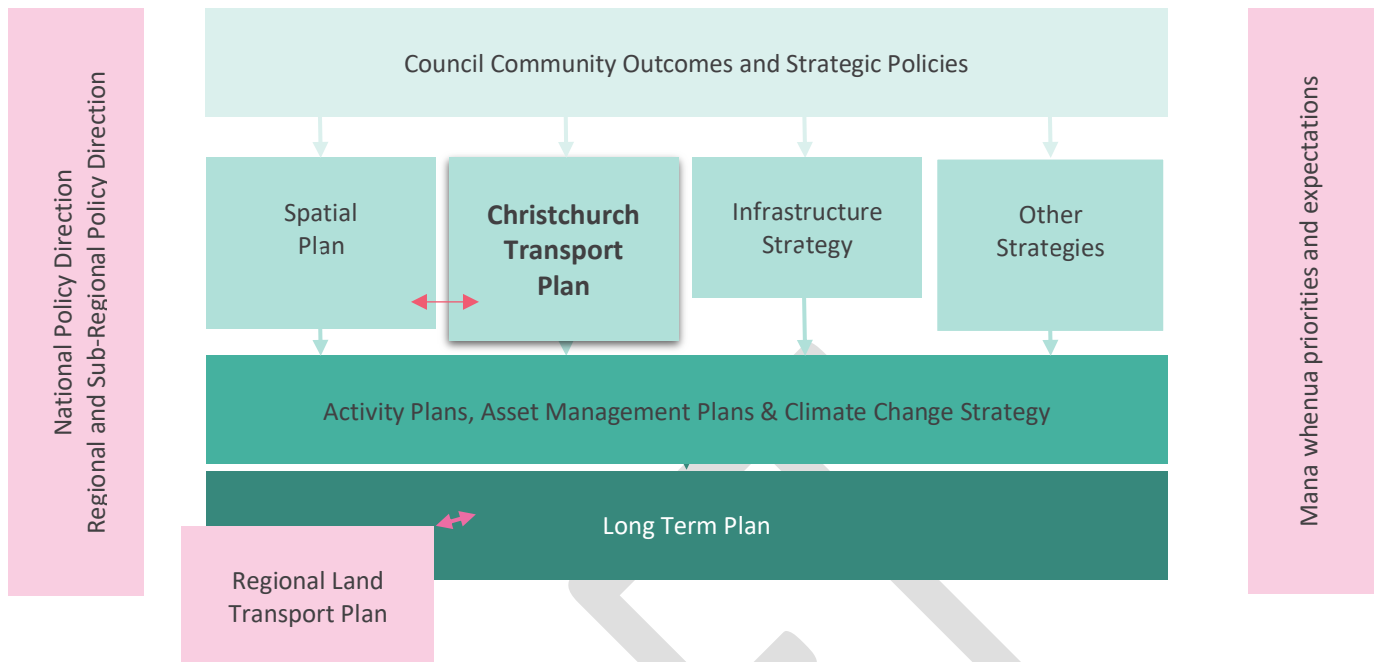 National Policy Direction
Regional and Sub-Regional Policy Direction
Council Community Outcomes and Strategic Policies
Spatial
Plan
Christchurch
Transport
Plan
Infrastructure
Strategy
Other
Strategies
Activity Plans, Asset Management Plans & Climate Change Strategy
Long Term Plan
Regional Land
Transport Plan
Mana whenua priorities and expectations